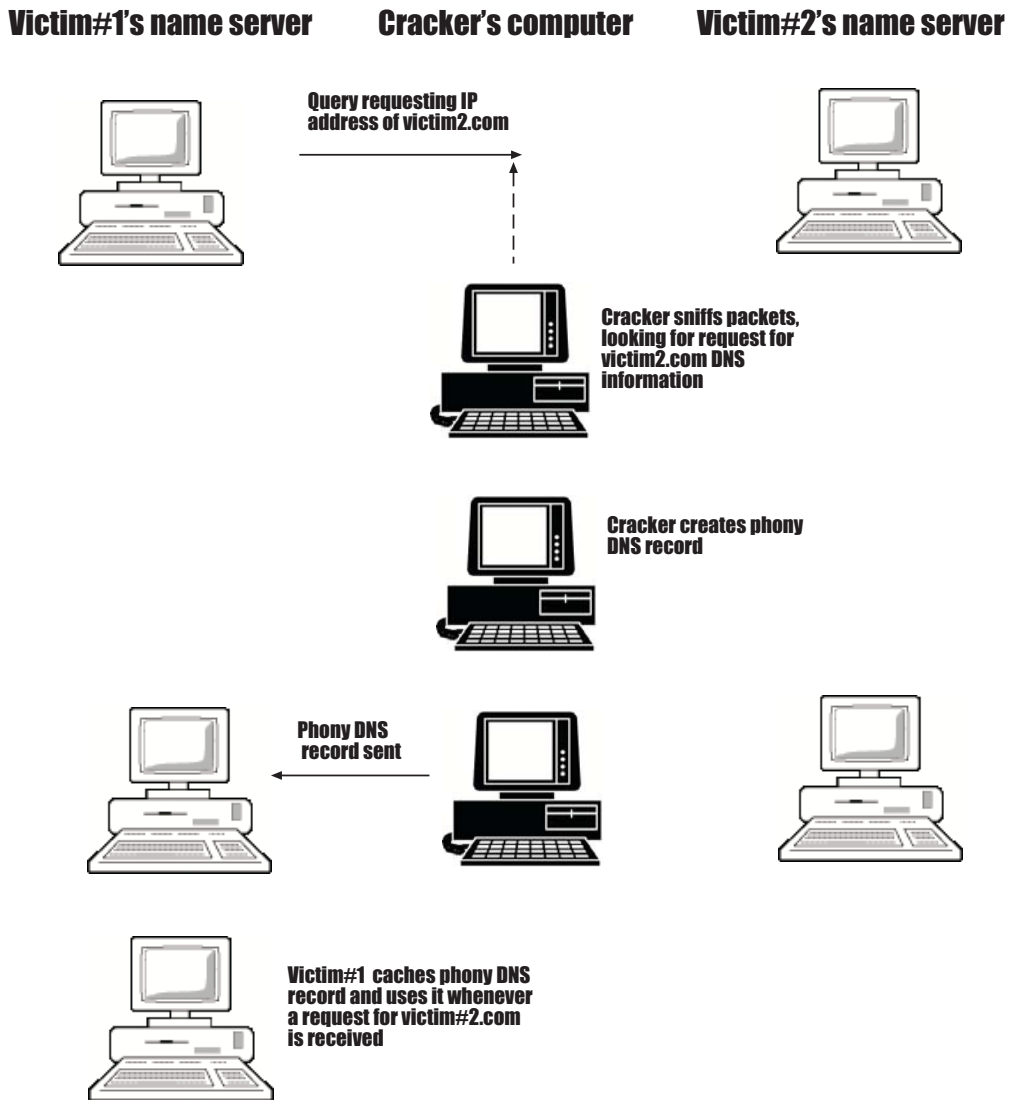 Victim#1's name server
Cracker's computer
Victim#2's name server
Query requesting IP
address of victim2.com
Cracker sniffs packets,
looking for request for
victim2.com DNS
information
Cracker creates phony
DNS record
Phony DNS
record sent
Victim#1 caches phony DNS
record and uses it whenever
a request for victim#2.com
is received